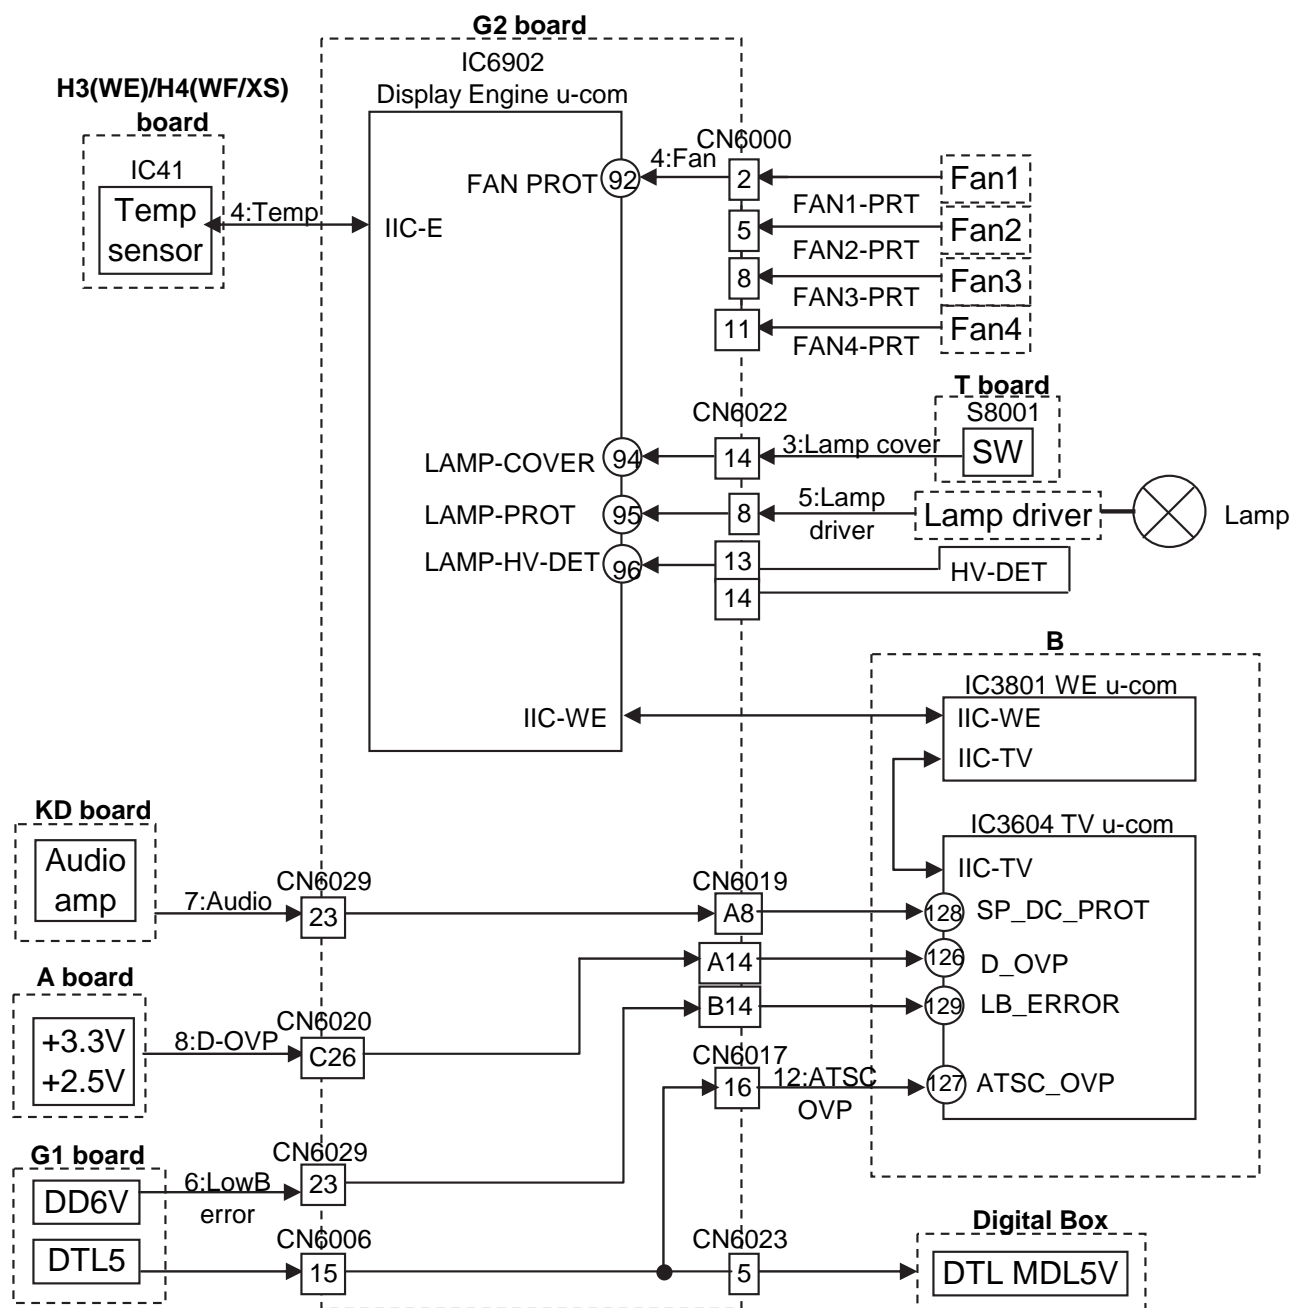 G2 board
IC6902
Display Engine u-com
H3(WE)/H4(WF/XS)
board
IC41
Temp
sensor
4:Temp
IIC-E
FAN PROT
92
4:Fan
CN6000
2
5
8
11
FAN1-PRT
FAN2-PRT
FAN3-PRT
FAN4-PRT
Fan1
Fan2
Fan3
Fan4
T board
S8001
SW
CN6022
LAMP-COVER
94
14
3:Lamp cover
LAMP-PROT
95
8
5:Lamp
driver
Lamp driver
Lamp
LAMP-HV-DET
96
13
14
HV-DET
B
IC3801 WE u-com
IIC-WE
IIC-WE
IIC-TV
IC3604 TV u-com
IIC-TV
KD board
Audio
amp
7:Audio
CN6029
23
CN6019
A8
128
SP_DC_PROT
A14
126
D_OVP
B14
129
LB_ERROR
A board
+3.3V
+2.5V
8:D-OVP
CN6020
C26
CN6017
16
12:ATSC
OVP
127
ATSC_OVP
G1 board
DD6V
6:LowB
error
CN6029
23
DTL5
CN6006
15
CN6023
5
Digital Box
DTL MDL5V